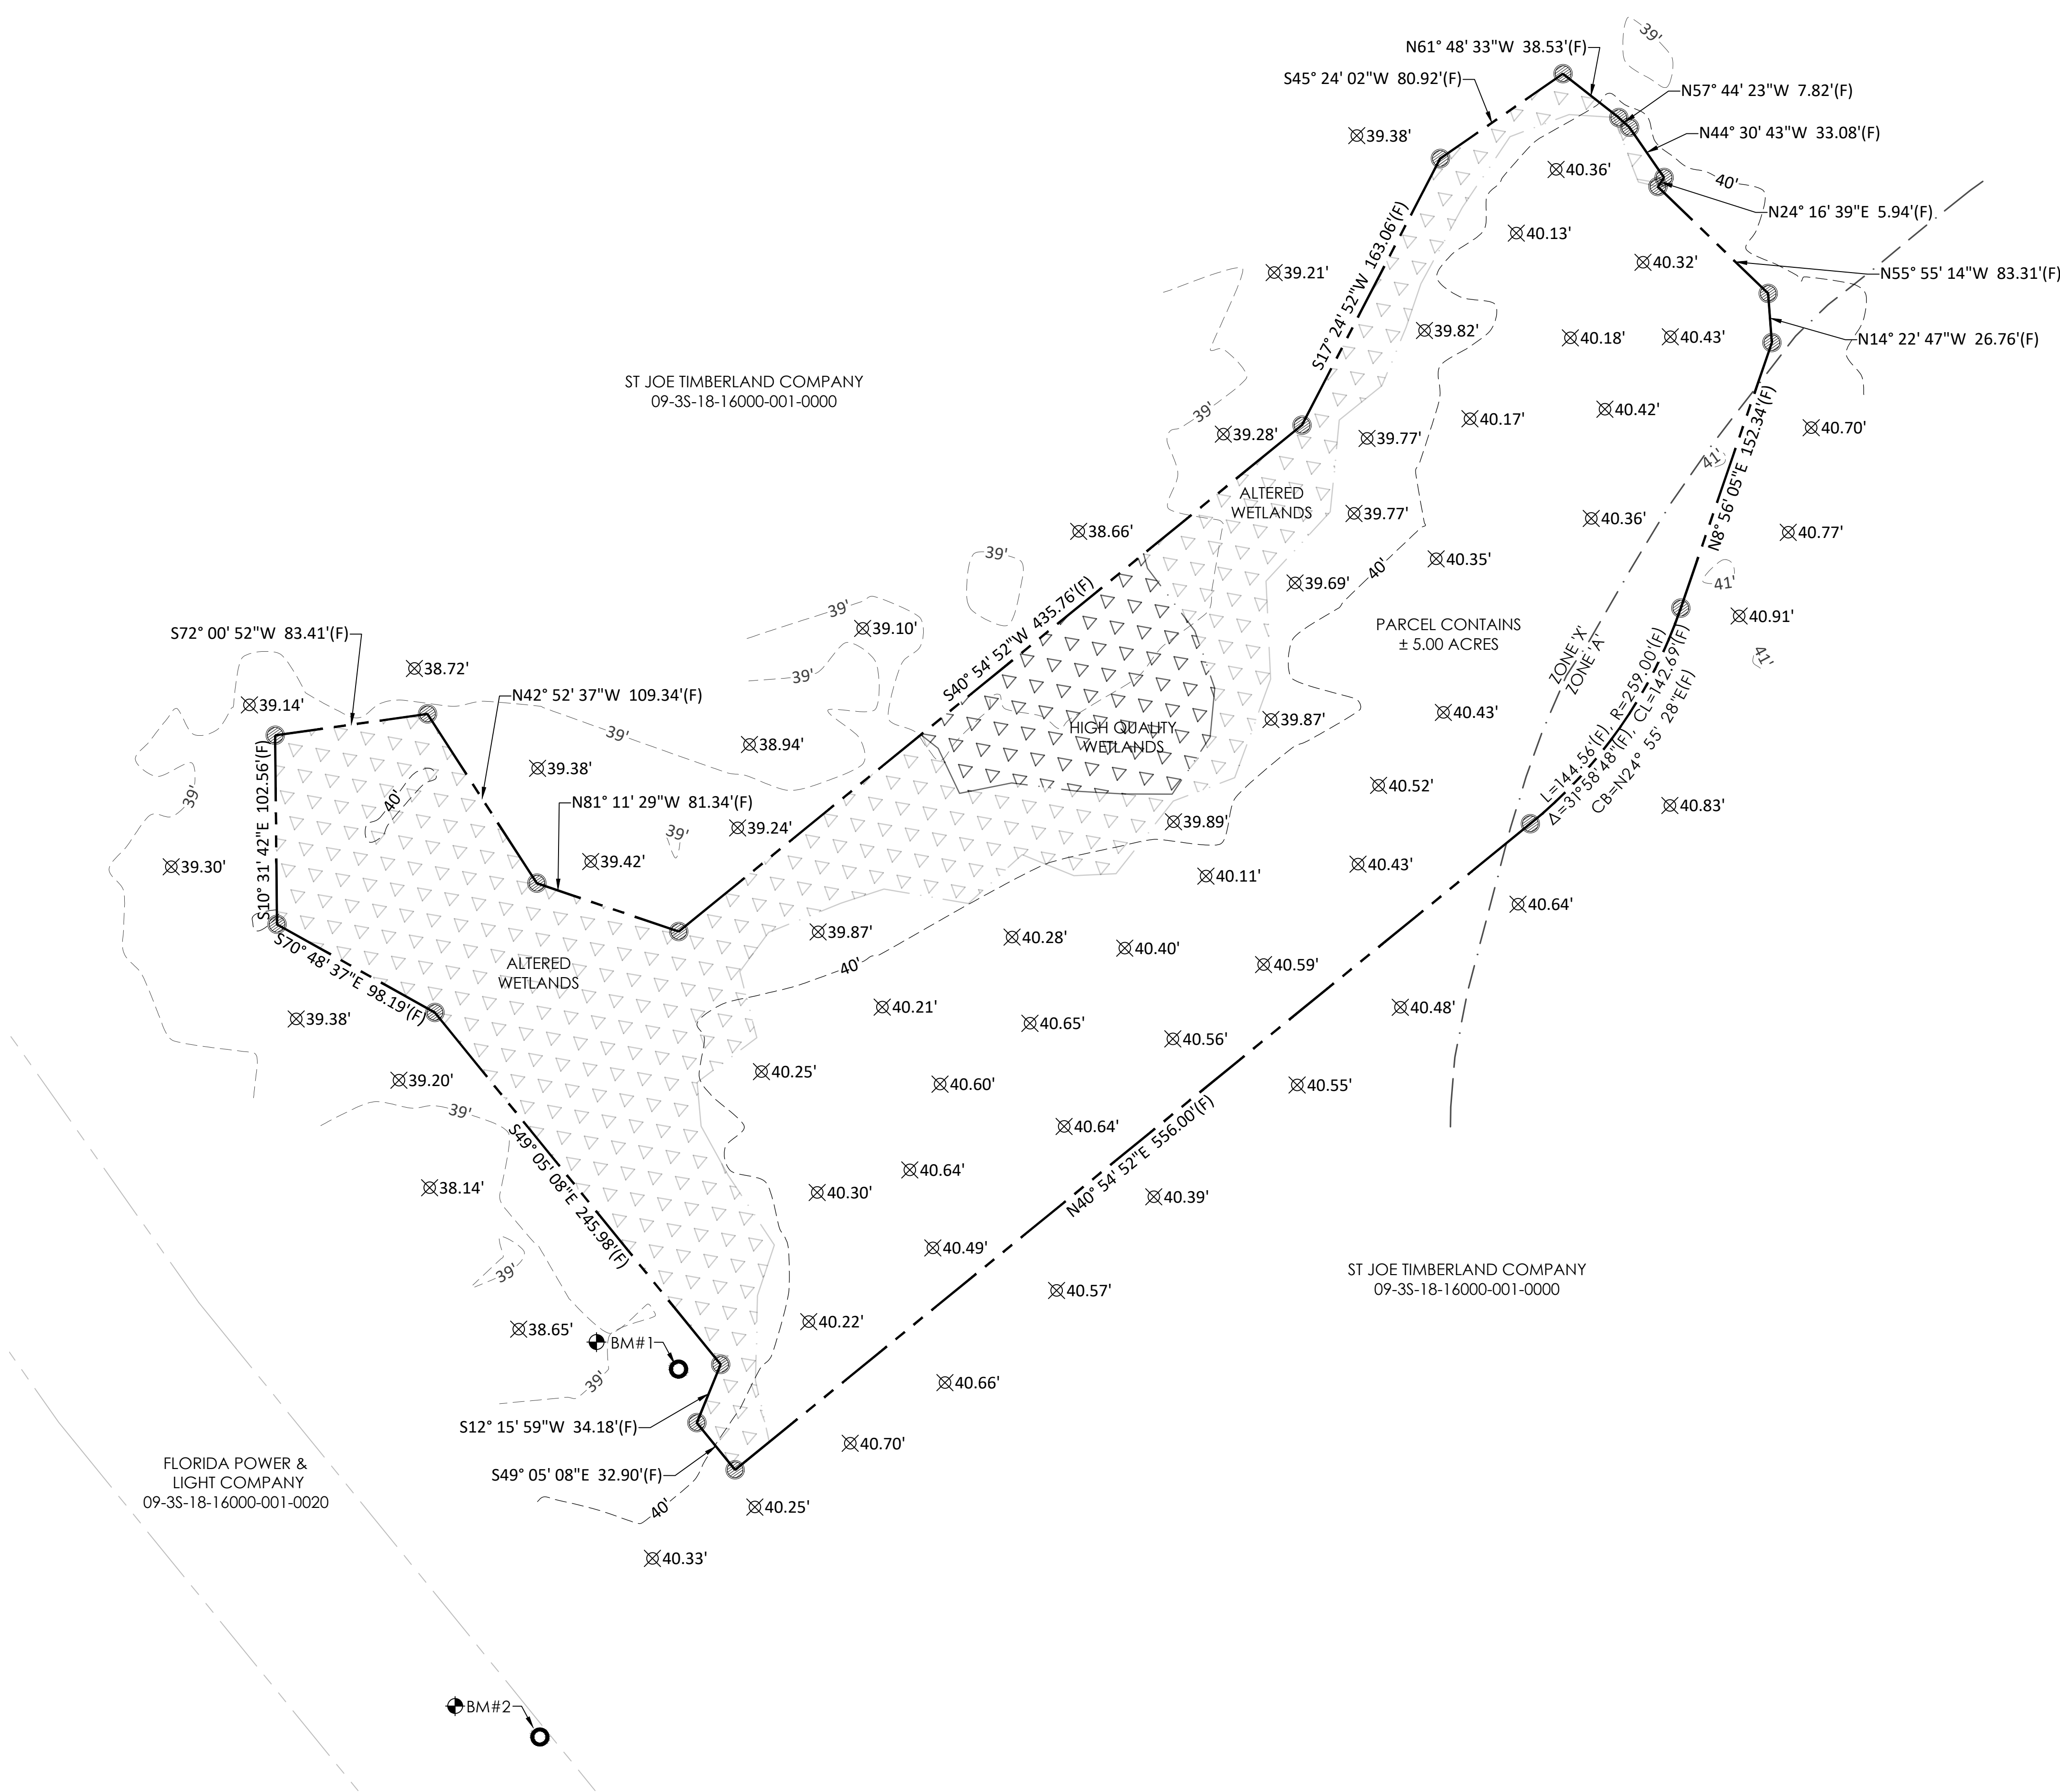 39'
N61° 48' 33"W 38.53'(F)
S45° 24' 02"W 80.92'(F)
N57° 44' 23"W 7.82'(F)
39.38'
N44° 30' 43"W 33.08'(F)
40.36'
40'
N24° 16' 39"E 5.94'(F)
40.13'
S17° 24' 52"W 163.06'(F)
40.32'
39.21'
N55° 55' 14"W 83.31'(F)
39.82'
40.18'
40.43'
N14° 22' 47"W 26.76'(F)
ST JOE TIMBERLAND COMPANY
09-3S-18-16000-001-0000
39'
40.42'
40.17'
40.70'
39.28'
39.77'
41'
N8° 56' 05"E 152.34'(F)
ALTERED
WETLANDS
39.77'
40.36'
38.66'
40.77'
39'
40.35'
40'
39.69'
41'
39'
39.10'
S40° 54' 52"W 435.76'(F)
PARCEL CONTAINS
± 5.00 ACRES
40.91'
S72° 00' 52"W 83.41'(F)
38.72'
ZONE 'X'
ZONE 'A'
41'
39'
N42° 52' 37"W 109.34'(F)
39.14'
40.43'
39.87'
HIGH QUALITY
WETLANDS
39'
38.94'
L=144.56'(F), R=259.00'(F)
Δ=31°58'48"(F), CL=142.69'(F)
CB=N24° 55' 28"E(F)
39.38'
40.52'
39'
40'
N81° 11' 29"W 81.34'(F)
40.83'
39.24'
39'
39.89'
S10° 31' 42"E 102.56'(F)
39.42'
39.30'
40.43'
40.11'
40.64'
39.87'
40.28'
40.40'
S70° 48' 37"E 98.19'(F)
40.59'
40'
ALTERED
WETLANDS
39.38'
40.21'
40.48'
40.65'
40.56'
40.25'
39.20'
40.60'
40.55'
39'
40.64'
N40° 54' 52"E 556.00'(F)
S49° 05' 08"E 245.98'(F)
40.64'
38.14'
40.30'
40.39'
40.49'
39'
ST JOE TIMBERLAND COMPANY
09-3S-18-16000-001-0000
40.57'
40.22'
38.65'
BM#1
39'
40.66'
S12° 15' 59"W 34.18'(F)
40.70'
FLORIDA POWER &
LIGHT COMPANY
09-3S-18-16000-001-0020
S49° 05' 08"E 32.90'(F)
40'
40.25'
40.33'
BM#2